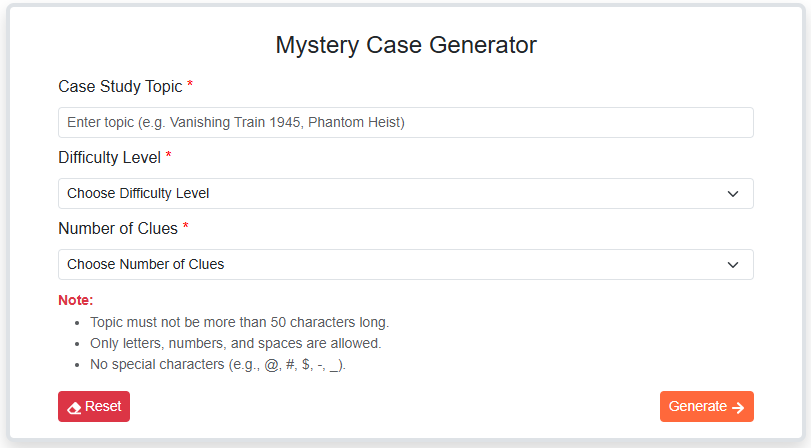 Mystery Case Generator
Case Study Topic *
Enter topic (e.g. Vanishing Train 1945, Phantom Heist)
Difficulty Level *
Choose Difficulty Level
Number of Clues *
Choose Number of Clues
Note:
• Topic must not be more than 50 characters long.
• Only letters, numbers, and spaces are allowed.
• No special characters (e.g., @, #, $, -, _).
Reset Generate →